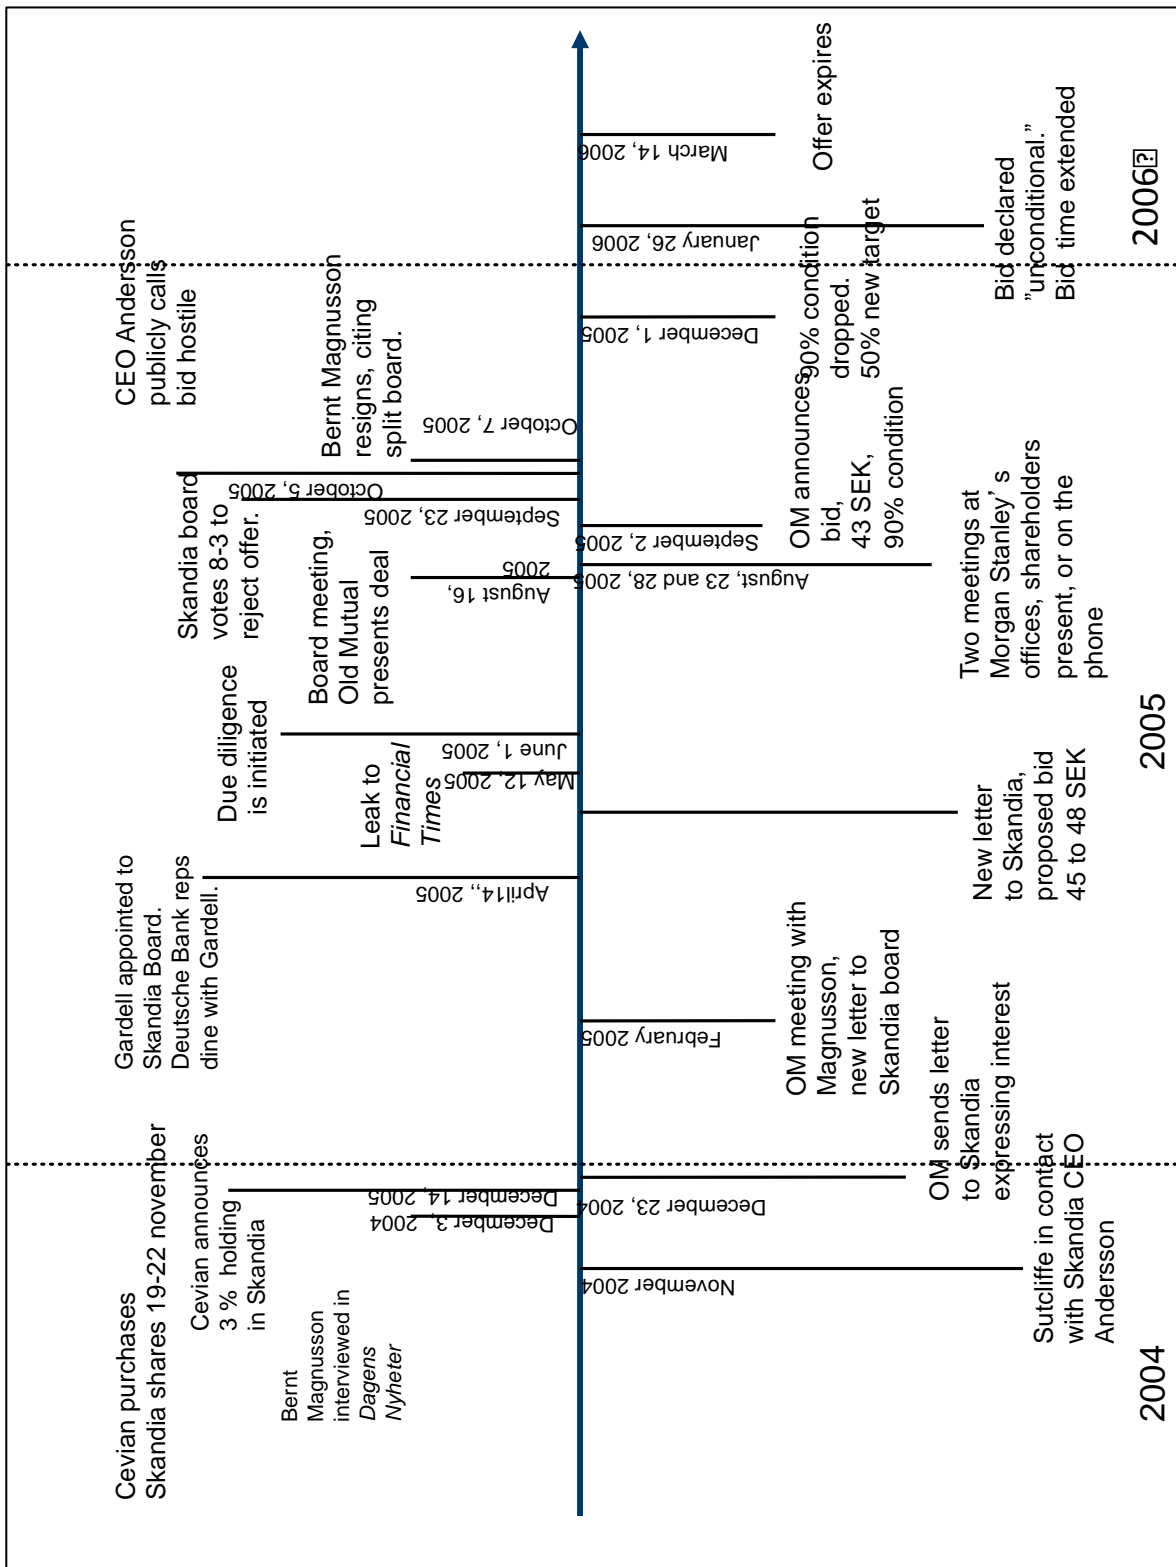 Cevian purchases
Skandia shares 19-22 november
Cevian announces
3 % holding
in Skandia
Bernt
Magnusson
interviewed in
Dagens
Nyheter
December 3, 2004
December 14, 2005
Gardell appointed to
Skandia Board.
Deutsche Bank reps
dine with Gardell.
April14,, 2005
Leak to
Financial
Times
May 12, 2005
Due diligence
is initiated
June 1, 2005
Board meeting,
Old Mutual
presents deal
August 16,
2005
Skandia board
votes 8-3 to
reject offer.
September 23, 2005
October 5, 2005
Bernt Magnusson
resigns, citing
split board.
October 7, 2005
CEO Andersson
publicly calls
bid hostile
November 2004
Sutcliffe in contact
with Skandia CEO
Andersson
December 23, 2004
OM sends letter
to Skandia
expressing interest
February 2005
OM meeting with
Magnusson,
new letter to
Skandia board
New letter
to Skandia,
proposed bid
45 to 48 SEK
August, 23 and 28, 2005
Two meetings at
Morgan Stanley’s
offices, shareholders
present, or on the
phone
September 2, 2005
OM announces
bid,
43 SEK,
90% condition
December 1, 2005
90% condition
dropped.
50% new target
January 26, 2006
Bid declared
”unconditional.”
Bid time extended
March 14, 2006
Offer expires
2004
2005
2006